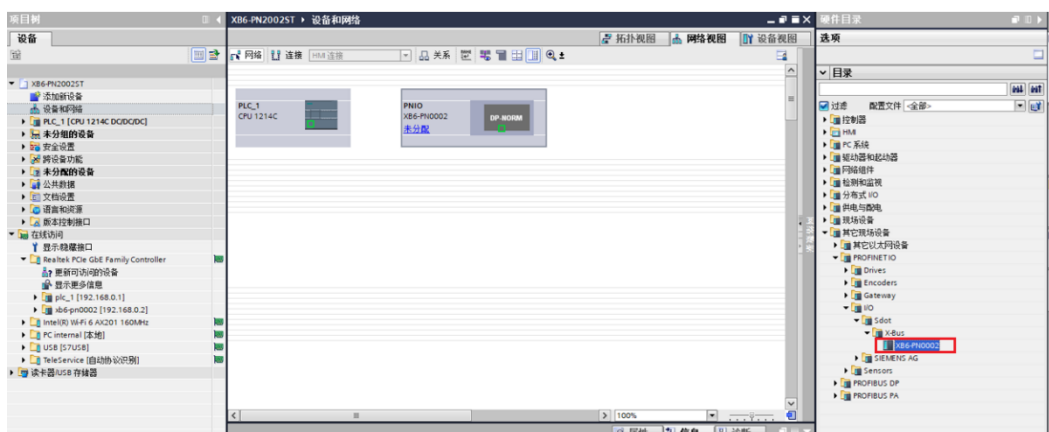 项目树
XB6-PN2002ST ▸ 设备和网络
硬件目录
设备
拓扑视图
网络视图
设备视图
选项
网络
连接
HMI连接
关系
目录
XB6-PN2002ST
添加新设备
设备和网络
PLC_1 [CPU 1214C DC/DC/DC]
未分组的设备
安全设置
跨设备功能
未分配的设备
公共数据
文档设置
语言和资源
版本控制接口
在线访问
显示/隐藏接口
Realtek PCIe GbE Family Controller
更新可访问的设备
显示更多信息
plc_1 [192.168.0.1]
xb6-pn0002 [192.168.0.2]
Intel(R) Wi-Fi 6 AX201 160MHz
PC internal [本地]
USB [S7USB]
TeleService [自动协议识别]
读卡器/USB 存储器
PLC_1
CPU 1214C
PNIO
XB6-PN0002
未分配
DP-NORM
100%
属性
信息
诊断
过滤
配置文件
<全部>
控制器
HMI
PC 系统
驱动器和起动器
网络组件
检测和监视
分布式 I/O
供电与配电
现场设备
其它现场设备
其它以太网设备
PROFINET IO
Drives
Encoders
Gateway
I/O
Sdot
X-Bus
XB6-PN0002
SIEMENS AG
Sensors
PROFIBUS DP
PROFIBUS PA